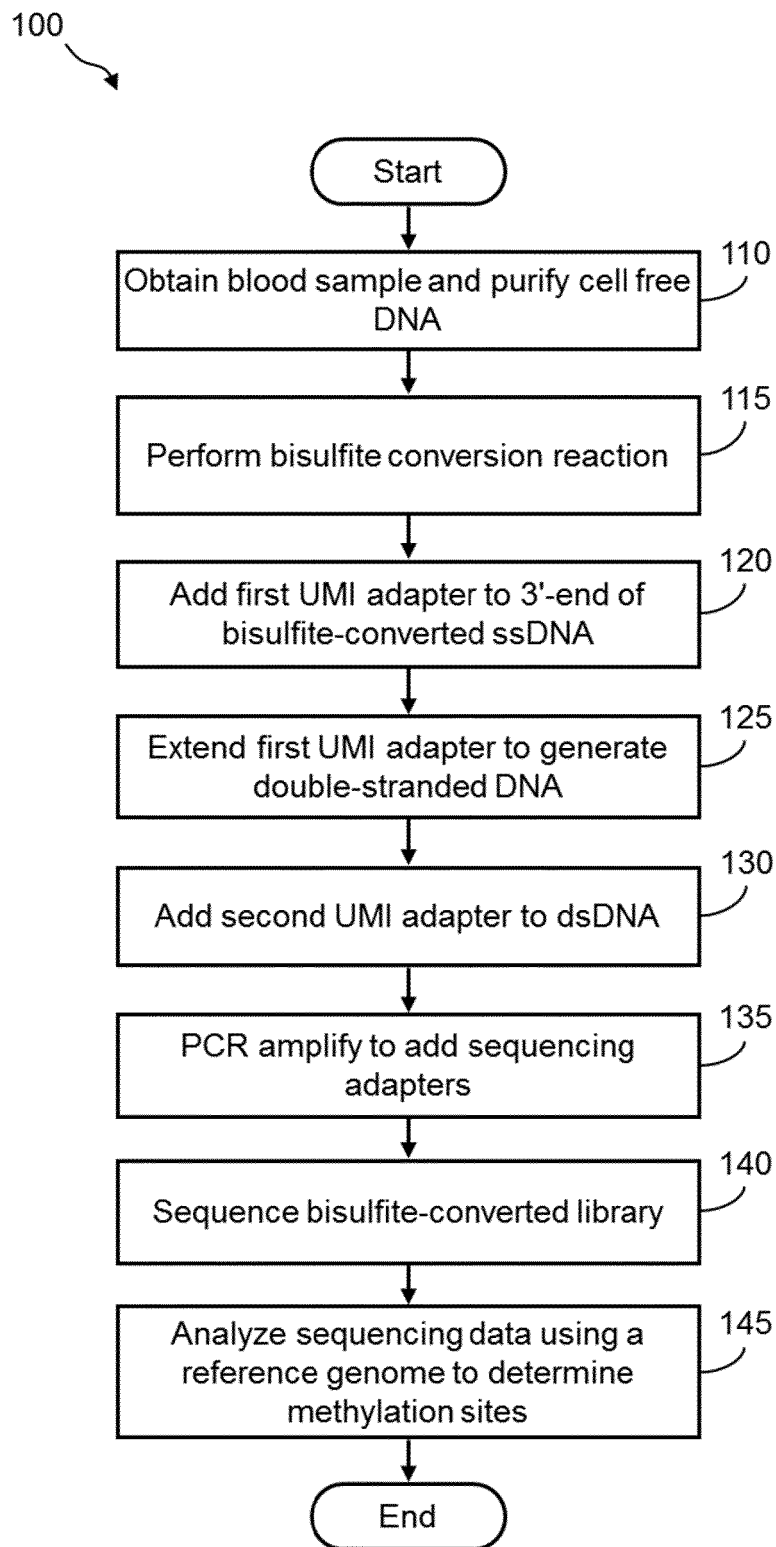 100
Start
110
Obtain blood sample and purify cell free
DNA
115
Perform bisulfite conversion reaction
120
Add first UMI adapter to 3'-end of
bisulfite-converted ssDNA
125
Extend first UMI adapter to generate
double-stranded DNA
130
Add second UMI adapter to dsDNA
135
PCR amplify to add sequencing
adapters
140
Sequence bisulfite-converted library
145
Analyze sequencing data using a
reference genome to determine
methylation sites
End